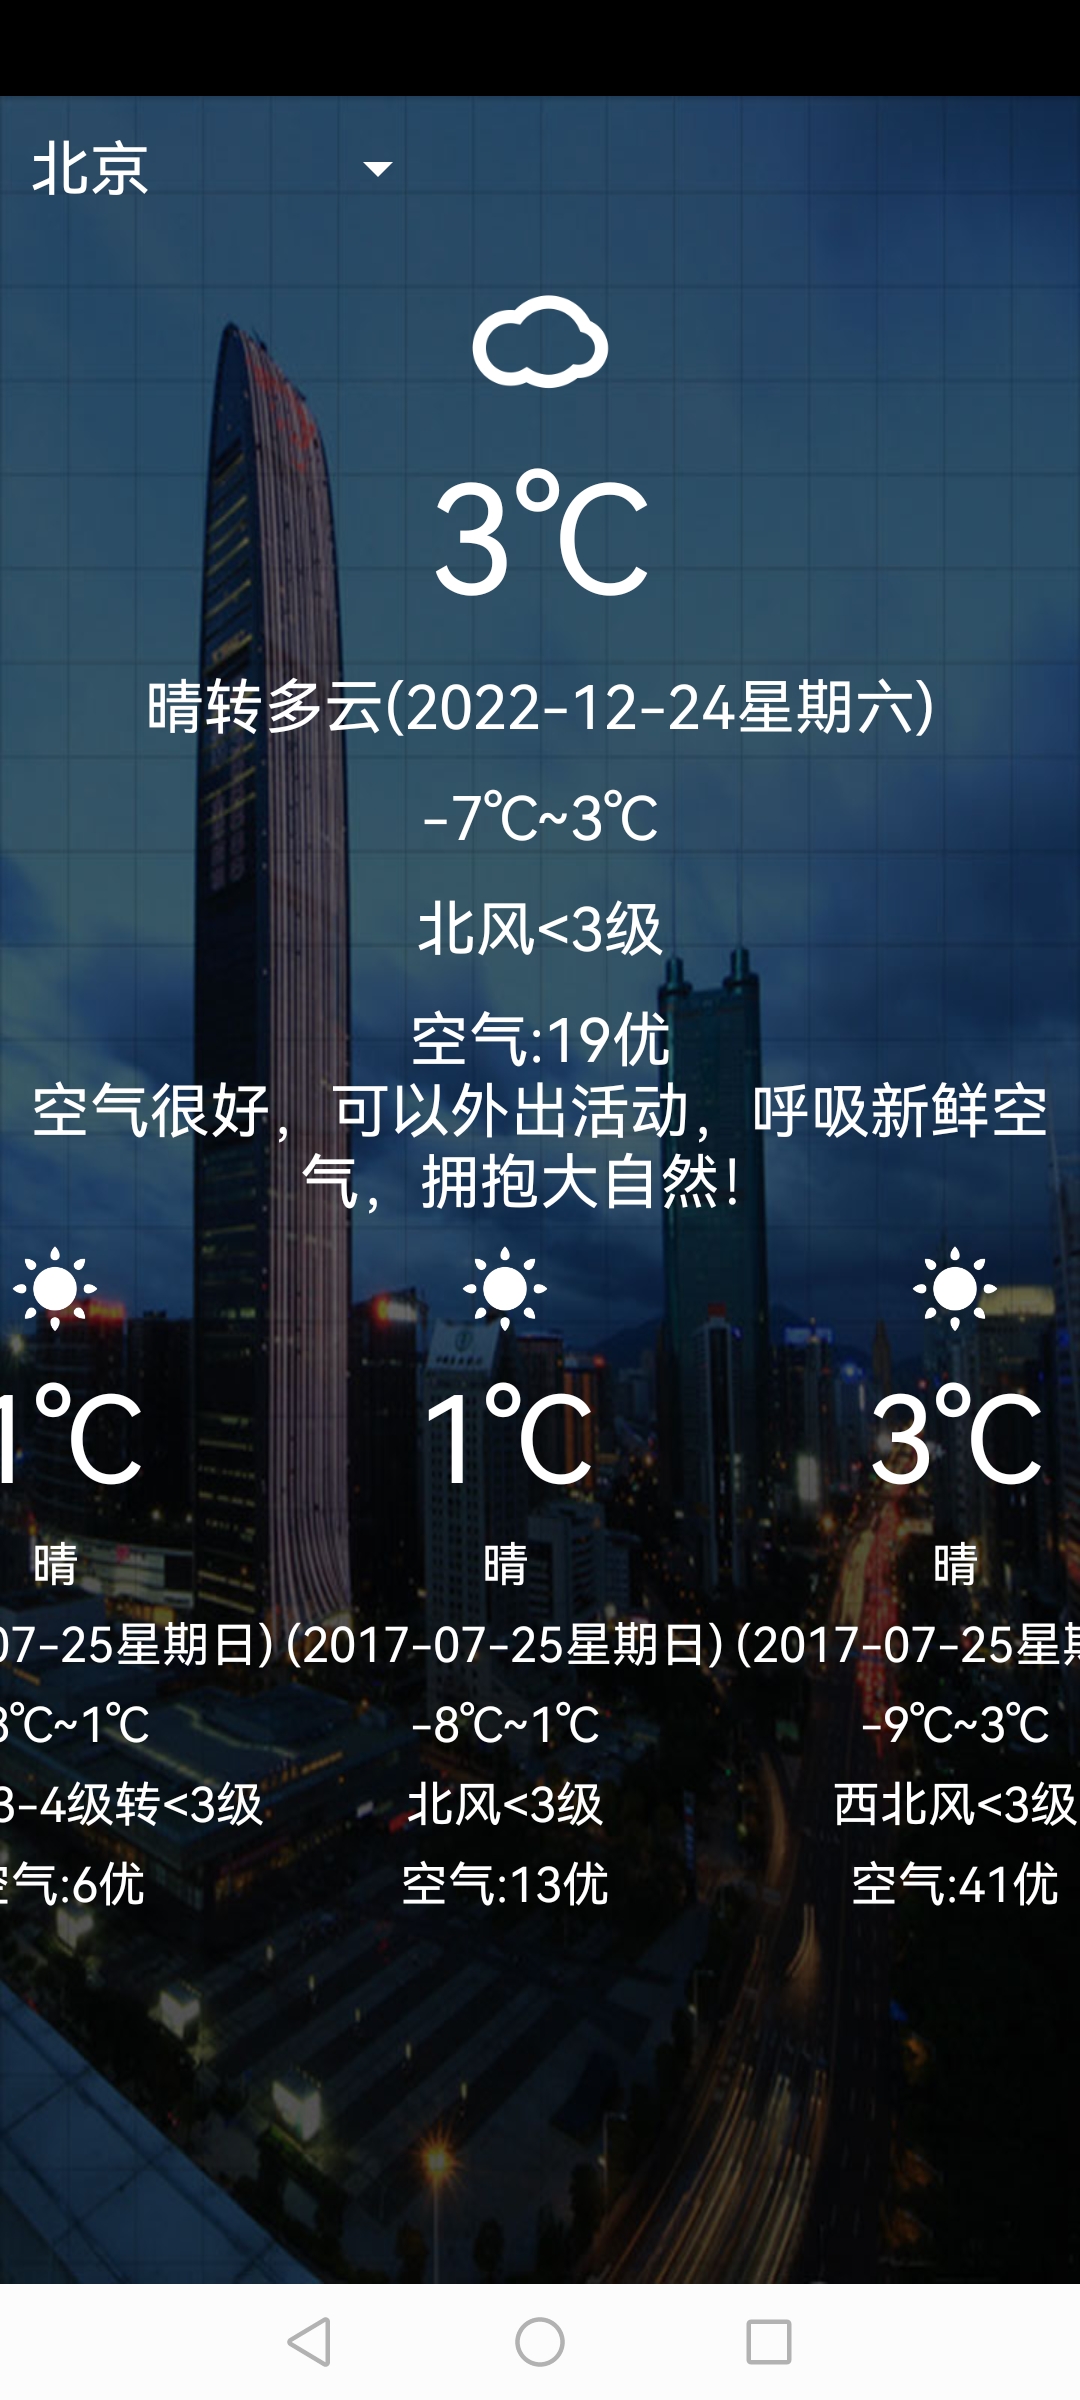 北京
3℃
晴转多云(2022-12-24星期六)
-7℃~3℃
北风<3级
空气:19优
空气很好，可以外出活动，呼吸新鲜空
气，拥抱大自然！
1℃ 1℃ 3℃
晴 晴 晴
07-25星期日) (2017-07-25星期日) (2017-07-25星期
8℃~1℃ -8℃~1℃ -9℃~3℃
3-4级转<3级 北风<3级 西北风<3级
空气:6优 空气:13优 空气:41优